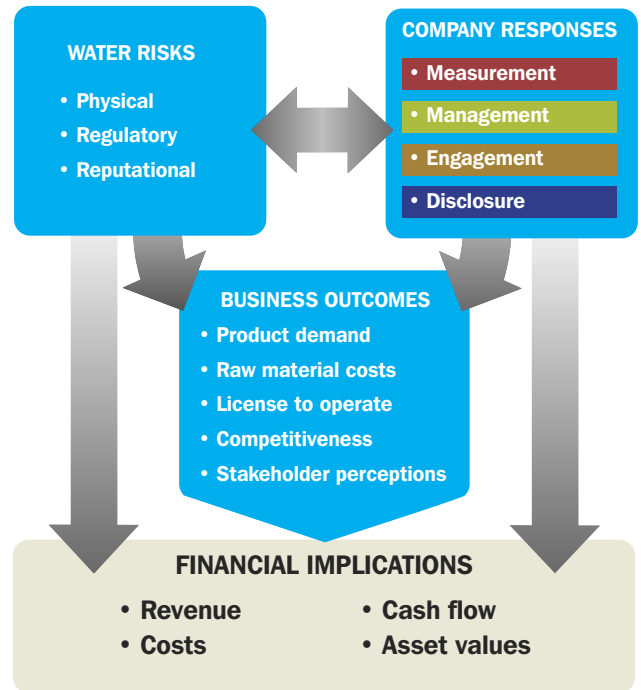 WATER RISKS
• Physical
• Regulatory
• Reputational
COMPANY RESPONSES
• Measurement
• Management
• Engagement
• Disclosure
BUSINESS OUTCOMES
• Product demand
• Raw material costs
• License to operate
• Competitiveness
• Stakeholder perceptions
FINANCIAL IMPLICATIONS
• Revenue
• Costs
• Cash flow
• Asset values